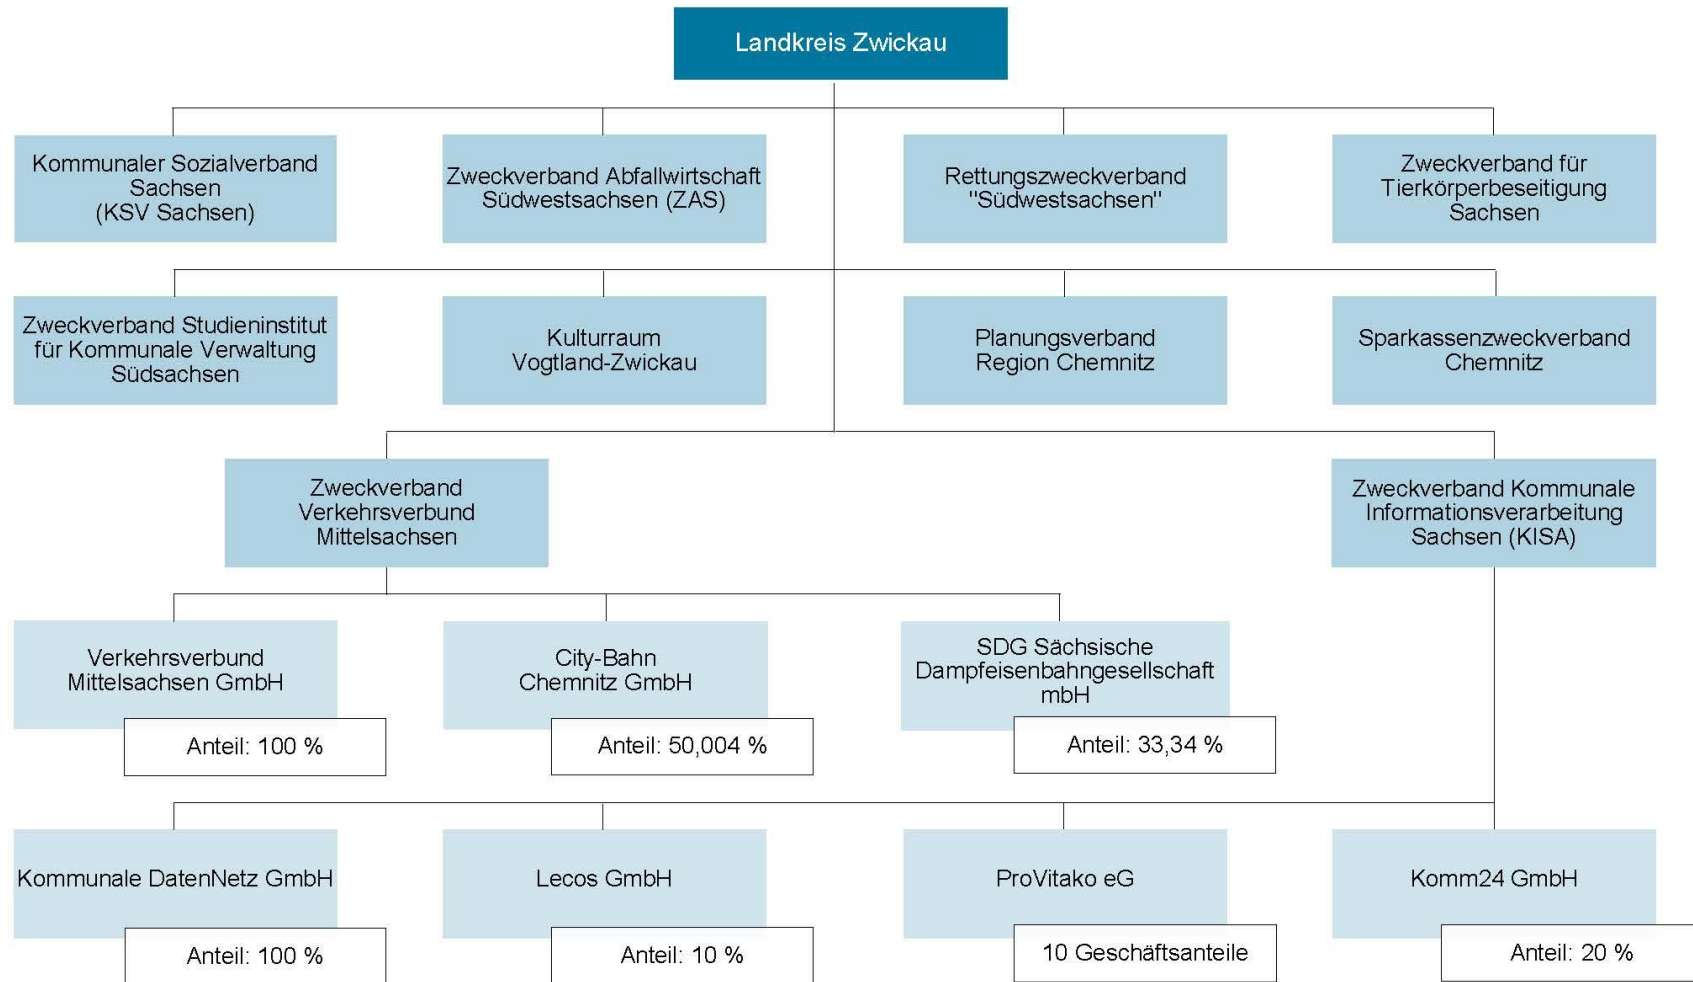 Landkreis Zwickau
Kommunaler Sozialverband
Sachsen
(KSV Sachsen)
Zweckverband Abfallwirtschaft
Südwestsachsen (ZAS)
Rettungszweckverband
"Südwestsachsen"
Zweckverband für
Tierkörperbeseitigung
Sachsen
Zweckverband Studieninstitut
für Kommunale Verwaltung
Südsachsen
Kulturraum
Vogtland-Zwickau
Planungsverband
Region Chemnitz
Sparkassenzweckverband
Chemnitz
Zweckverband
Verkehrsverbund
Mittelsachsen
Zweckverband Kommunale
Informationsverarbeitung
Sachsen (KISA)
Verkehrsverbund
Mittelsachsen GmbH
Anteil: 100 %
City-Bahn
Chemnitz GmbH
Anteil: 50,004 %
SDG Sächsische
Dampfeisenbahngesellschaft
mbH
Anteil: 33,34 %
Kommunale DatenNetz GmbH
Anteil: 100 %
Lecos GmbH
Anteil: 10 %
ProVitako eG
10 Geschäftsanteile
Komm24 GmbH
Anteil: 20 %